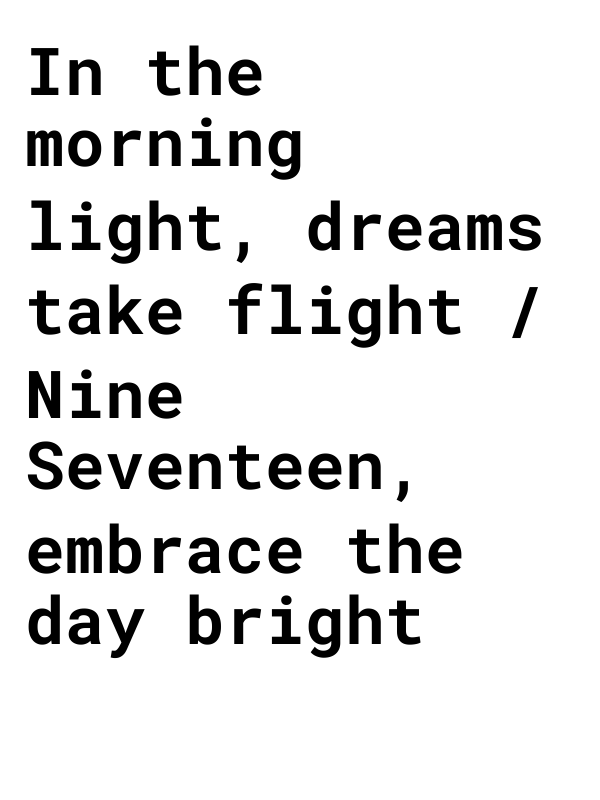 In the
morning
light, dreams
take flight /
Nine
Seventeen,
embrace the
day bright